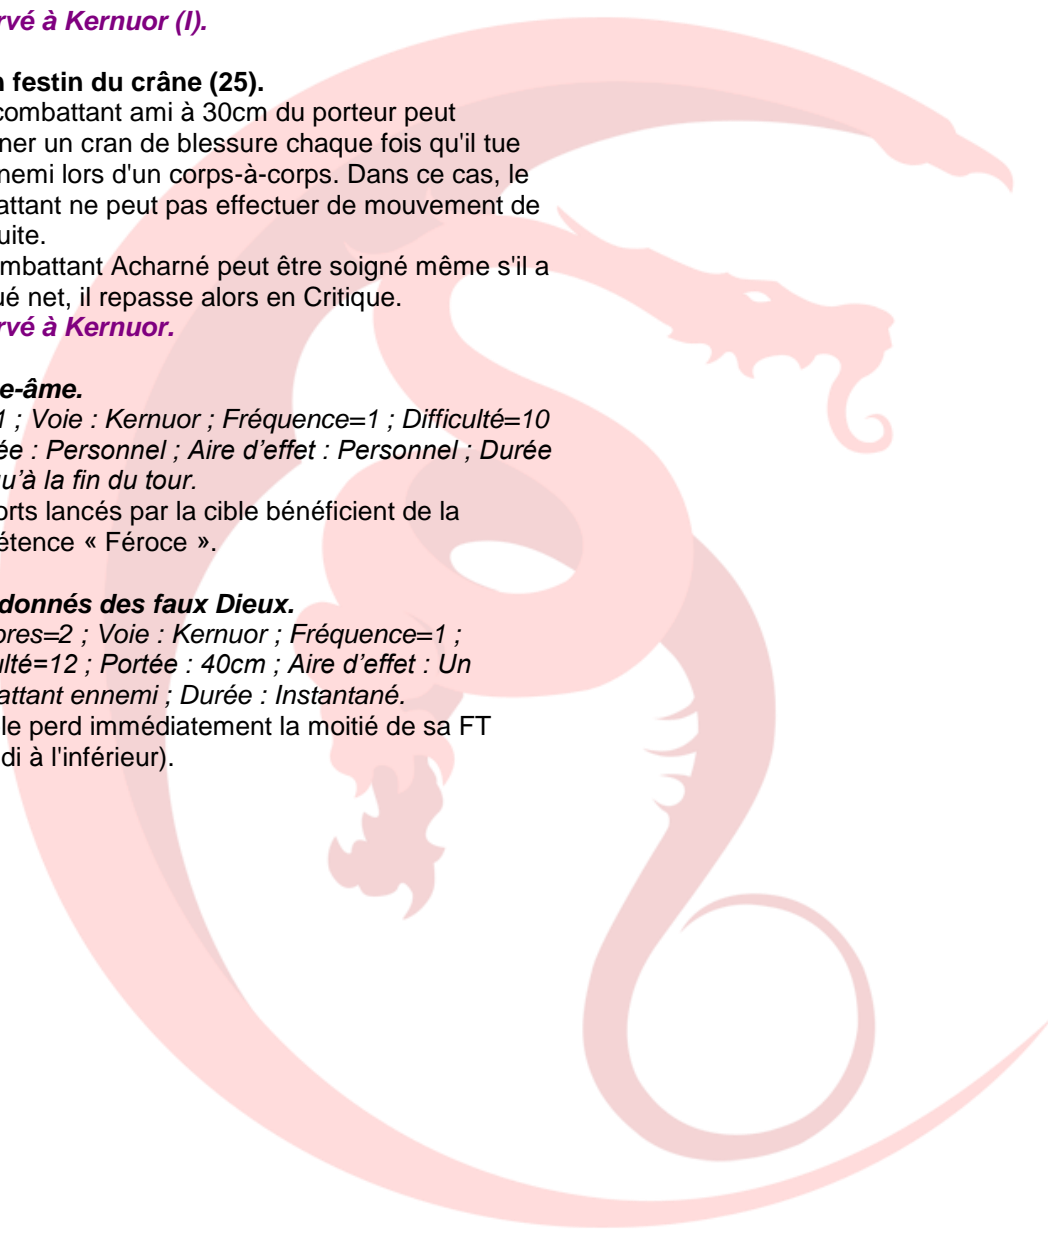 rvé à Kernuor (I).
n festin du crâne (25).
combattant ami à 30cm du porteur peut
ner un cran de blessure chaque fois qu'il tue
nemi lors d'un corps-à-corps. Dans ce cas, le
attant ne peut pas effectuer de mouvement de
uite.
mbattant Acharné peut être soigné même s'il a
ué net, il repasse alors en Critique.
rvé à Kernuor.
e-âme.
1 ; Voie : Kernuor ; Fréquence=1 ; Difficulté=10
ée : Personnel ; Aire d’effet : Personnel ; Durée
u’à la fin du tour.
orts lancés par la cible bénéficient de la
étence « Féroce ».
donnés des faux Dieux.
bres=2 ; Voie : Kernuor ; Fréquence=1 ;
ulté=12 ; Portée : 40cm ; Aire d’effet : Un
attant ennemi ; Durée : Instantané.
le perd immédiatement la moitié de sa FT
di à l'inférieur).